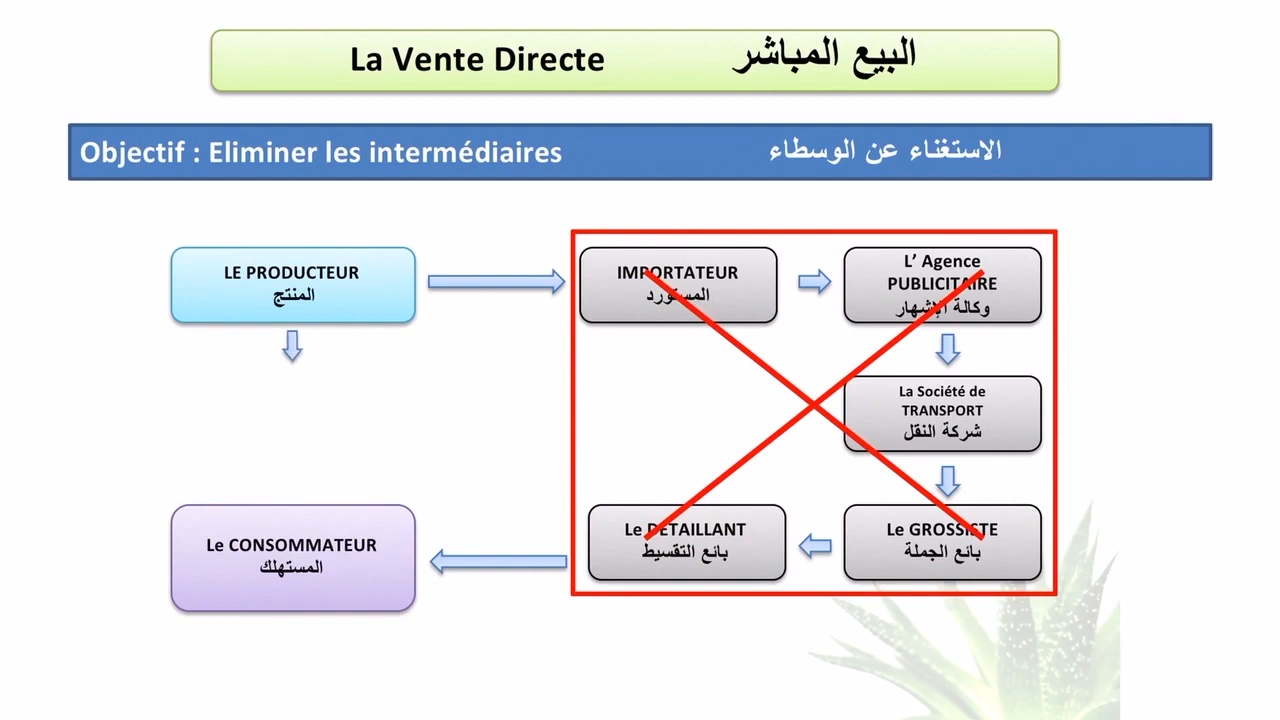 La Vente Directe البيع المباشر
Objectif : Eliminer les intermédiaires الاستغناء عن الوسطاء
LE PRODUCTEUR
المنتج
IMPORTATEUR
المستورد
L’ Agence
PUBLICITAIRE
وكالة الإشهار
La Société de
TRANSPORT
شركة النقل
Le GROSSISTE
بائع الجملة
Le DETAILLANT
بائع التقسيط
Le CONSOMMATEUR
المستهلك